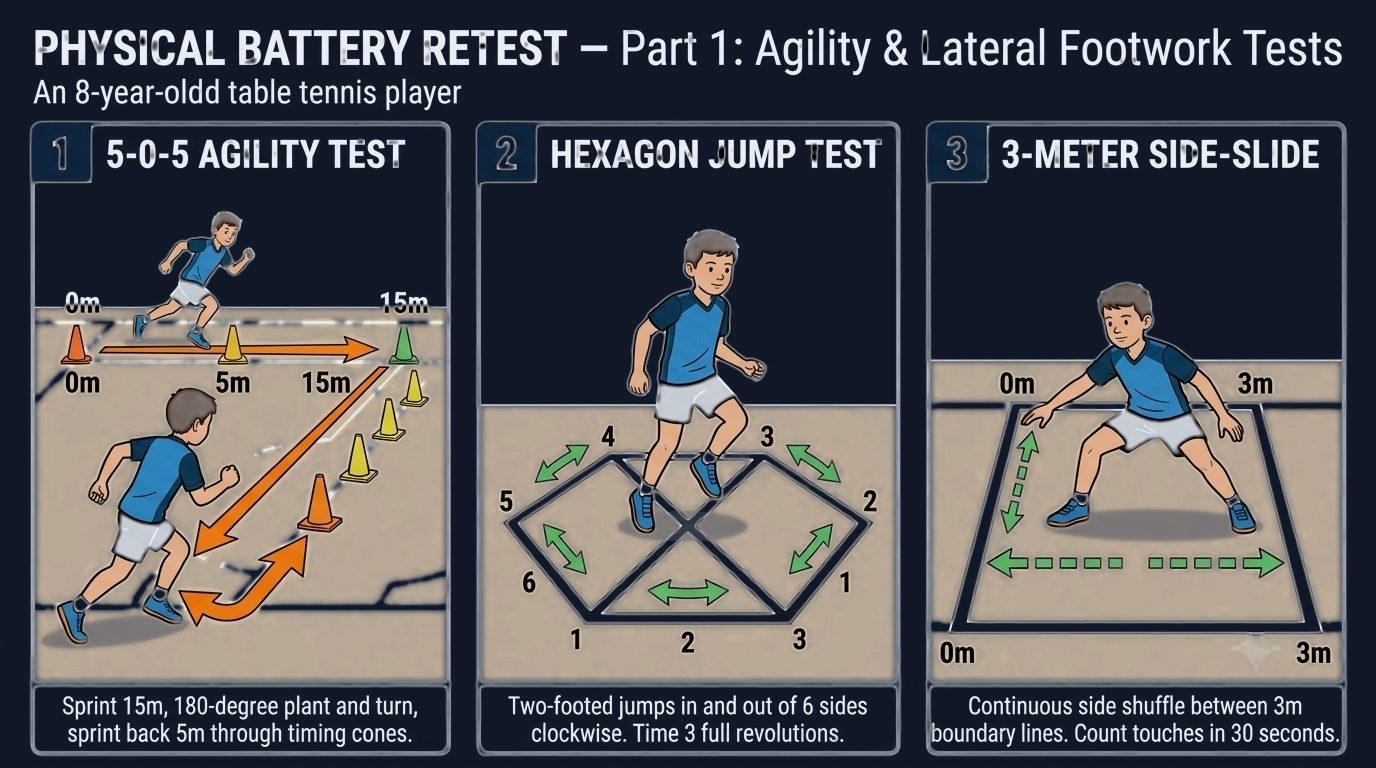 PHYSICAL BATTERY RETEST — Part 1: Agility & Lateral Footwork Tests
An 8-year-oldd table tennis player
1 5-0-5 AGILITY TEST
0m 15m
0m 5m 15m
Sprint 15m, 180-degree plant and turn,
sprint back 5m through timing cones.
2 HEXAGON JUMP TEST
4 3
5 2
6 1
1 2 3
Two-footed jumps in and out of 6 sides
clockwise. Time 3 full revolutions.
3 3-METER SIDE-SLIDE
0m 3m
0m 3m
Continuous side shuffle between 3m
boundary lines. Count touches in 30 seconds.